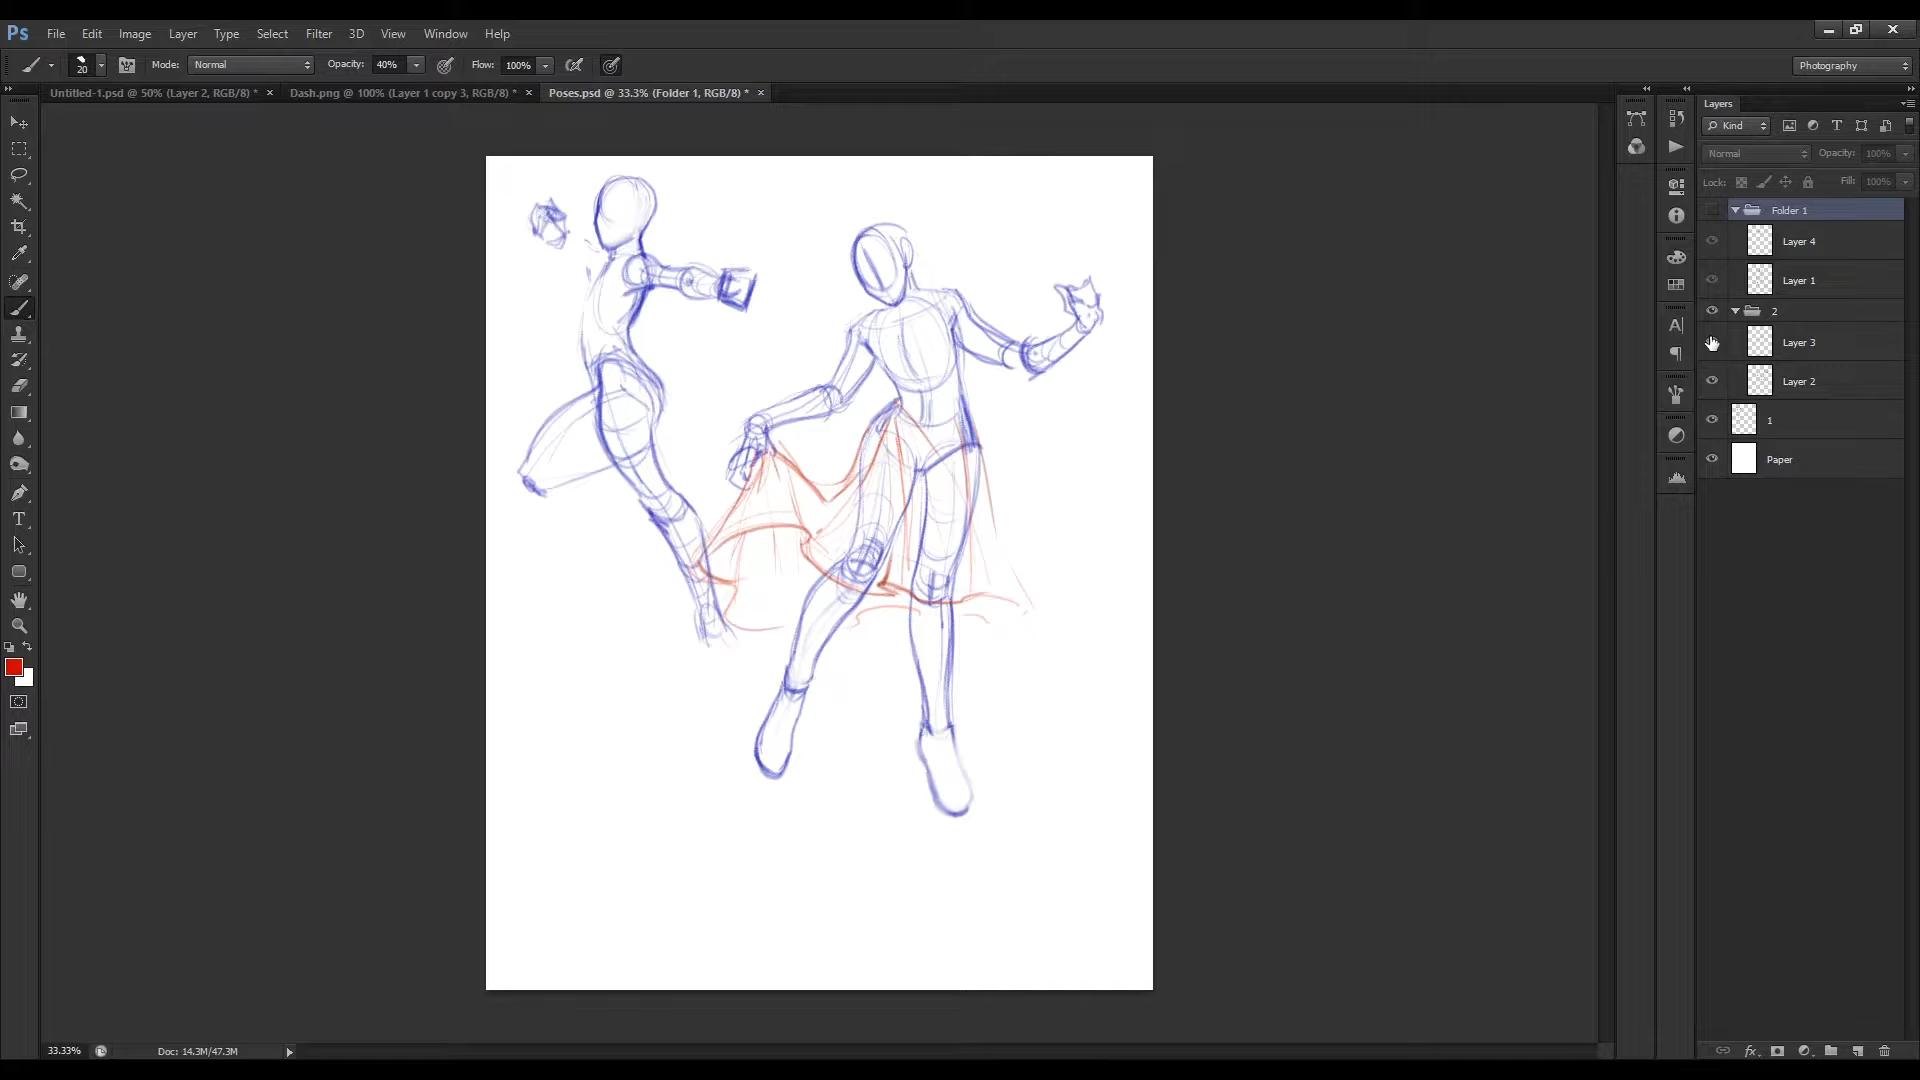 Ps File Edit Image Layer Type Select Filter 3D View Window Help
20 Mode: Normal Opacity: 40% Flow: 100% Photography
Untitled-1.psd @ 50% (Layer 2, RGB/8) * × Dash.png @ 100% (Layer 1 copy 3, RGB/8) * × Poses.psd @ 33.3% (Folder 1, RGB/8) * ×
Layers
Kind
Normal Opacity: 100%
Lock: Fill: 100%
Folder 1
Layer 4
Layer 1
2
Layer 3
Layer 2
1
Paper
33.33% Doc: 14.3M/47.3M